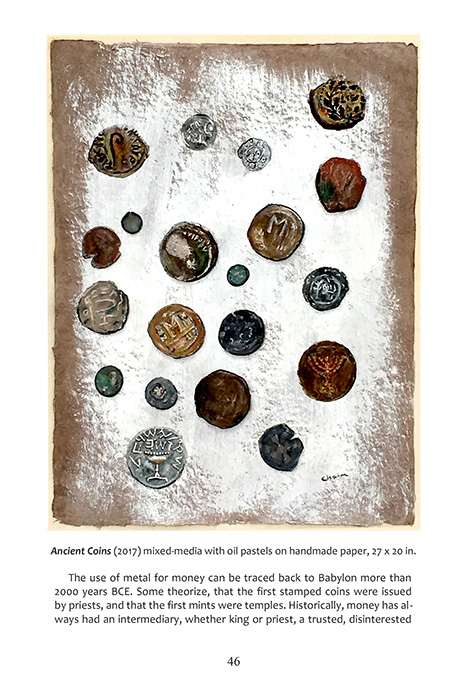 Chaim
Ancient Coins (2017) mixed-media with oil pastels on handmade paper, 27 x 20 in.
The use of metal for money can be traced back to Babylon more than
2000 years BCE. Some theorize, that the first stamped coins were issued
by priests, and that the first mints were temples. Historically, money has al-
ways had an intermediary, whether king or priest, a trusted, disinterested
46